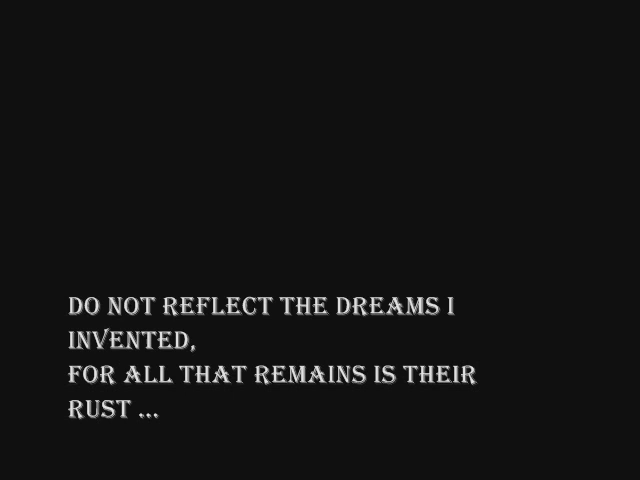 DO NOT REFLECT THE DREAMS I
INVENTED,
FOR ALL THAT REMAINS IS THEIR
RUST ...